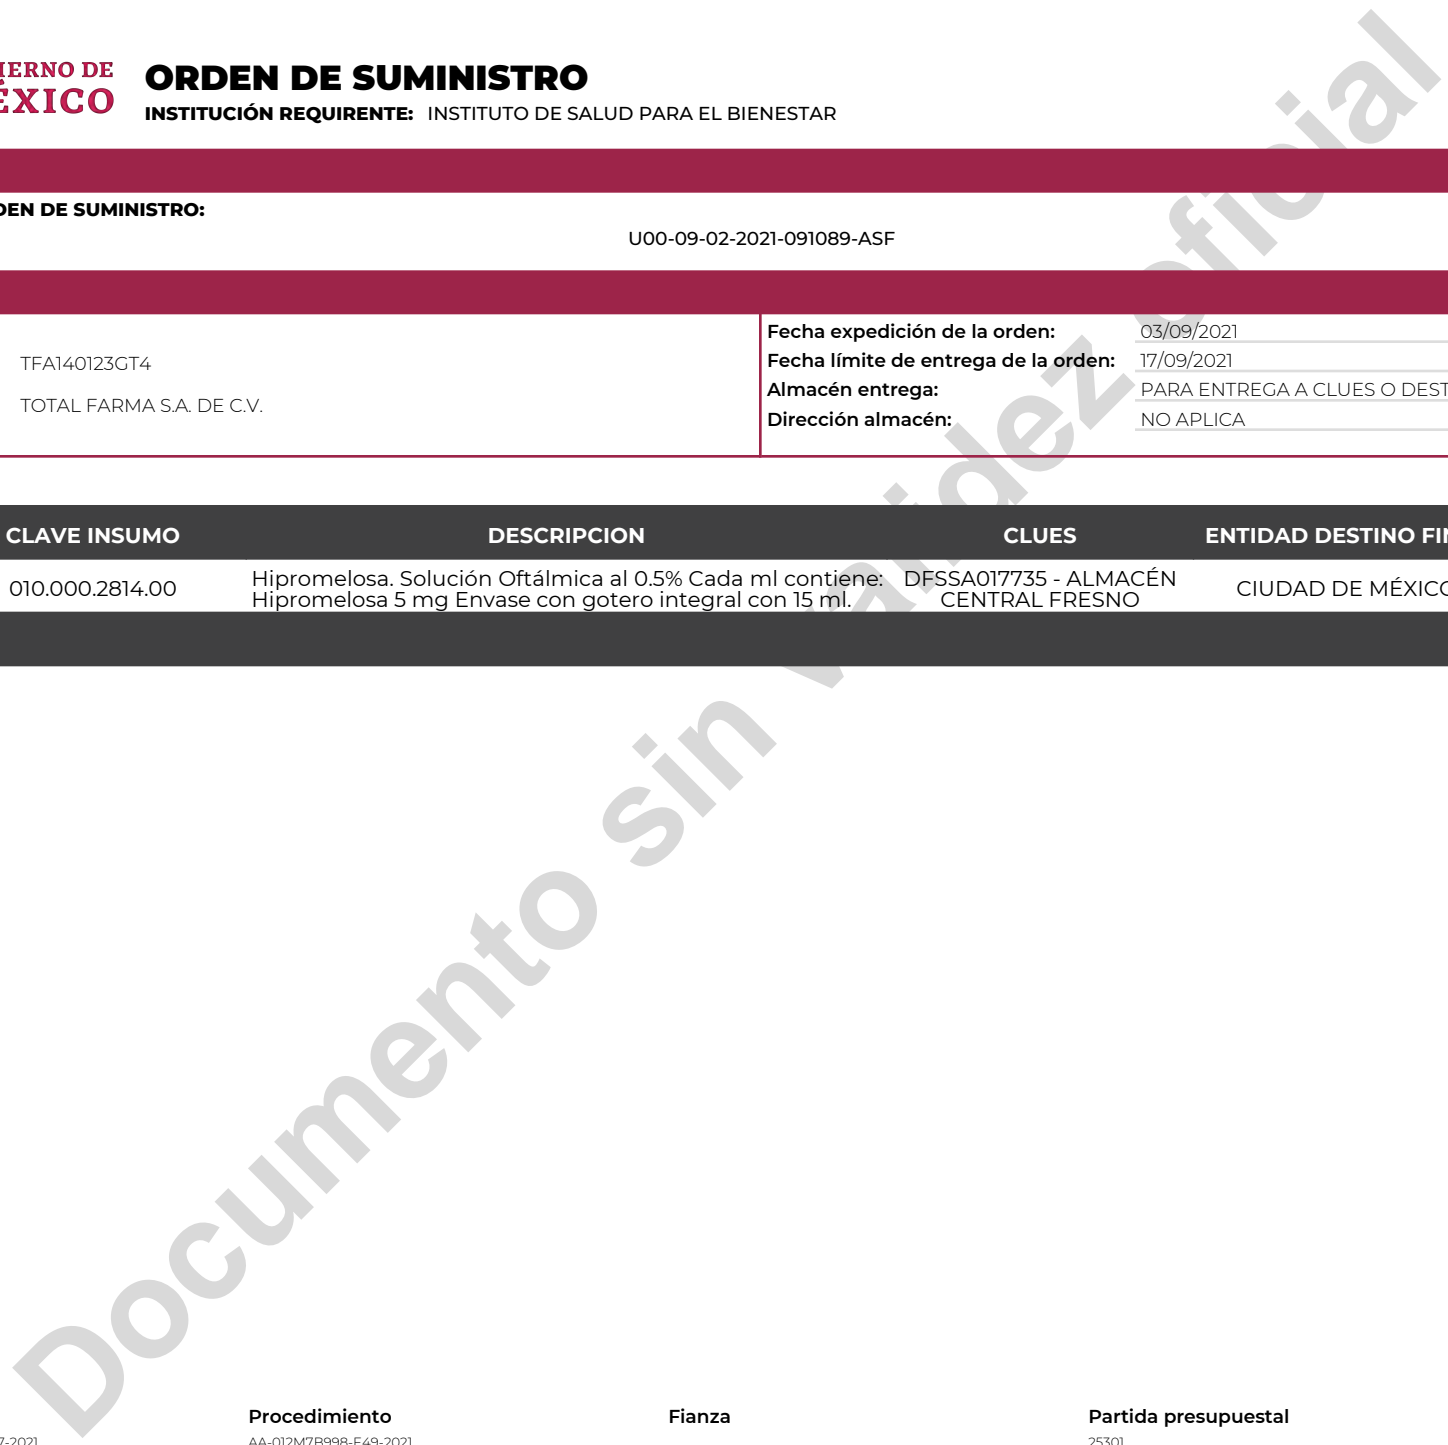 ORDEN DE SUMINISTRO
INSTITUCIÓN REQUIRENTE: INSTITUTO DE SALUD PARA EL BIENESTAR
DE SUMINISTRO:
U00-09-02-2021-091089-ASF
TFA140123GT4
TOTAL FARMA S.A. DE C.V.
Fecha expedición de la orden: 03/09/2021
Fecha límite de entrega de la orden: 17/09/2021
Almacén entrega: PARA ENTREGA A CLUES O DEST
Dirección almacén: NO APLICA
CLAVE INSUMO DESCRIPCION CLUES ENTIDAD DESTINO
010.000.2814.00 Hipromelosa. Solución Oftálmica al 0.5% Cada ml contiene: DFSSA017735 - ALMACÉN CIUDAD DE MÉXICO
Hipromelosa 5 mg Envase con gotero integral con 15 ml. CENTRAL FRESNO
Documento sin validez oficial
Procedimiento Fianza Partida presupuestal
AA-012M7B998-E49-2021 25301